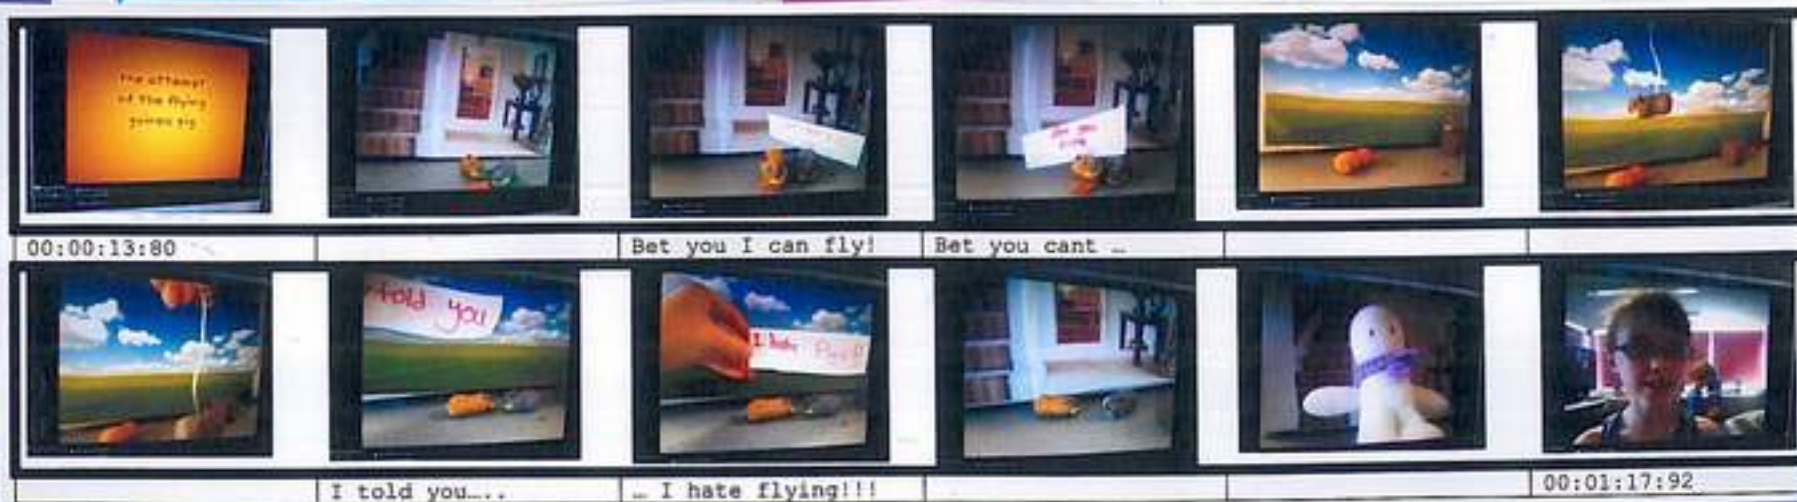 the attempt
of the flying
guinea pig
00:00:13:80
Bet you I can fly!
Bet you cant …
told you
I hate
I told you…..
… I hate flying!!!
00:01:17:92